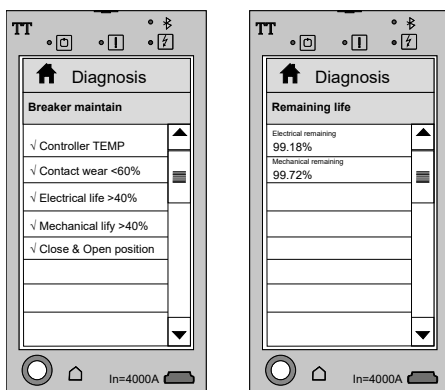 TT
Diagnosis
Breaker maintain
√ Controller TEMP
√ Contact wear <60%
√ Electrical life >40%
√ Mechanical lify >40%
√ Close & Open position
In=4000A
TT
Diagnosis
Remaining life
Electrical remaining
99.18%
Mechanical remaining
99.72%
In=4000A